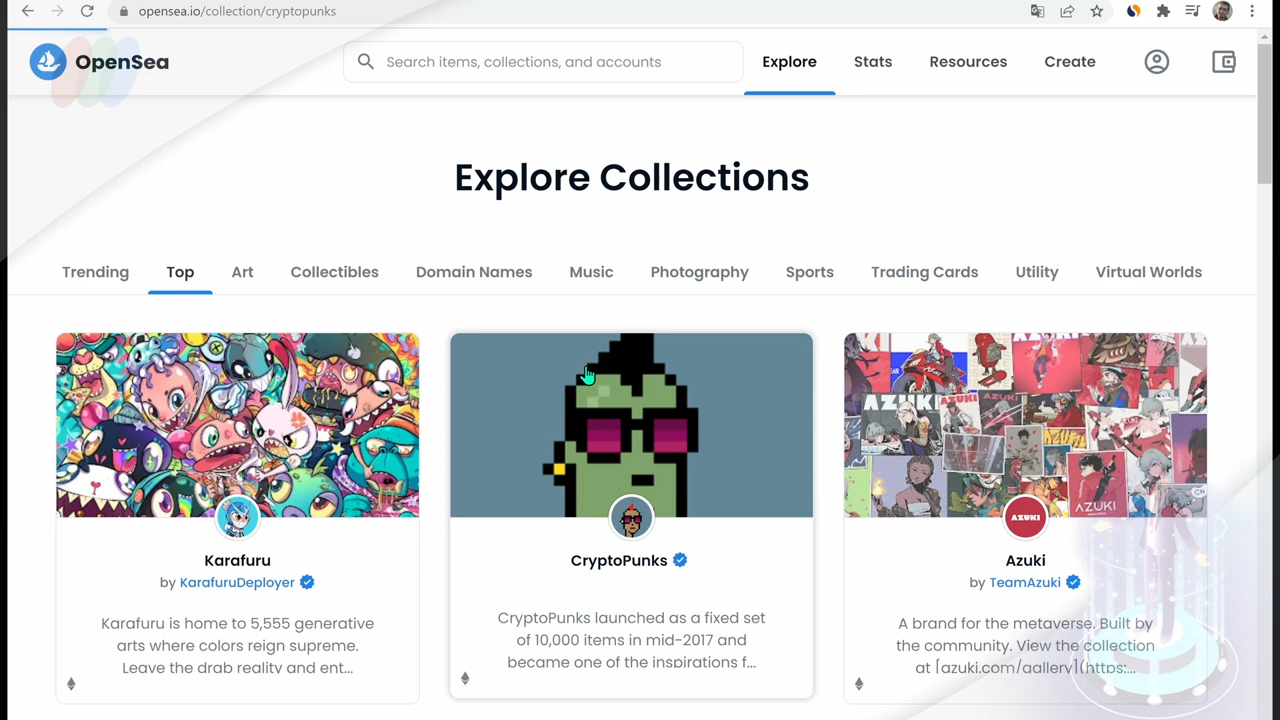 opensea.io/collection/cryptopunks
OpenSea
Search items, collections, and accounts
Explore
Stats
Resources
Create
Explore Collections
Trending
Top
Art
Collectibles
Domain Names
Music
Photography
Sports
Trading Cards
Utility
Virtual Worlds
AZUKI
AZUKI
AZUKI
AZUKI
Karafuru
by KarafuruDeployer
Karafuru is home to 5,555 generative
arts where colors reign supreme.
Leave the drab reality and ent...
CryptoPunks
CryptoPunks launched as a fixed set
of 10,000 items in mid-2017 and
became one of the inspirations f...
Azuki
by TeamAzuki
A brand for the metaverse. Built by
the community. View the collection
at [azuki.com/gallery](https:...